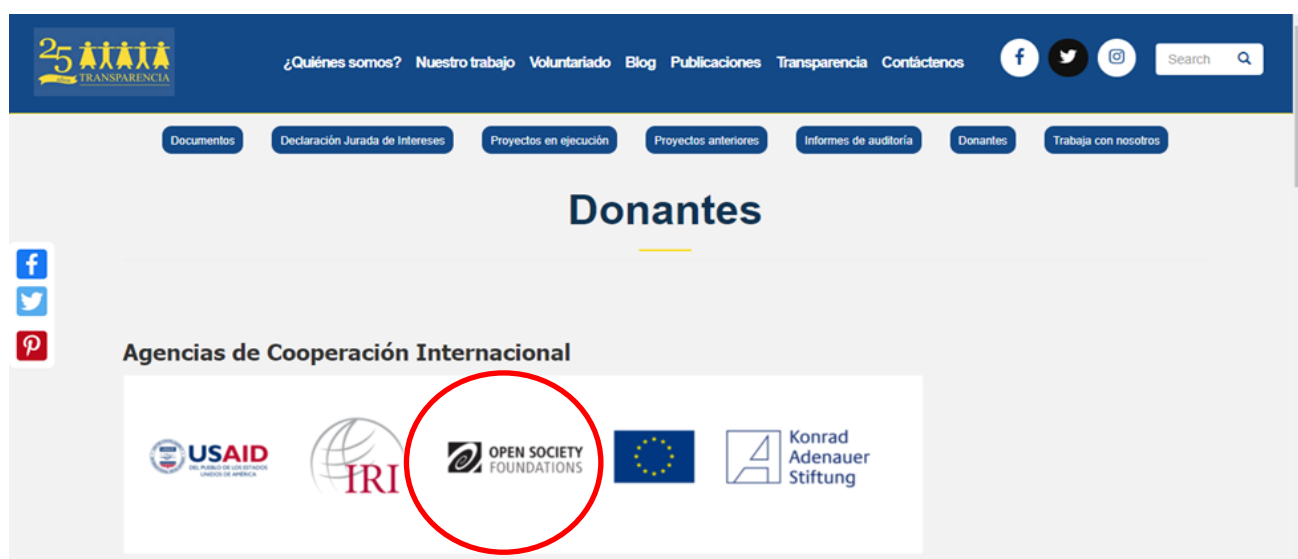 25 años
TRANSPARENCIA
¿Quiénes somos? Nuestro trabajo Voluntariado Blog Publicaciones Transparencia Contáctenos
Search
Documentos Declaración Jurada de Intereses Proyectos en ejecución Proyectos anteriores Informes de auditoría Donantes Trabaja con nosotros
Donantes
Agencias de Cooperación Internacional
USAID
DEL PUEBLO DE LOS ESTADOS
UNIDOS DE AMÉRICA
IRI
OPEN SOCIETY
FOUNDATIONS
Konrad
Adenauer
Stiftung